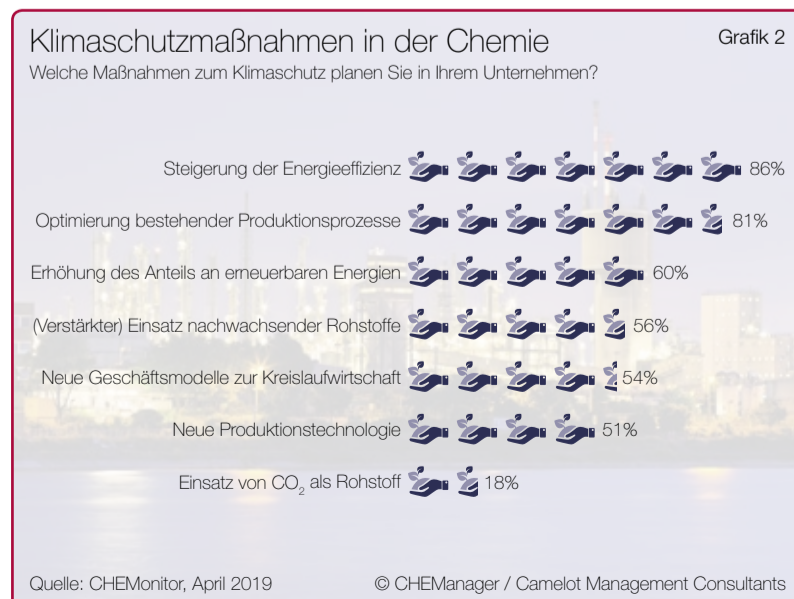 Klimaschutzmaßnahmen in der Chemie
Grafik 2
Welche Maßnahmen zum Klimaschutz planen Sie in Ihrem Unternehmen?
Steigerung der Energieeffizienz 86%
Optimierung bestehender Produktionsprozesse 81%
Erhöhung des Anteils an erneuerbaren Energien 60%
(Verstärkter) Einsatz nachwachsender Rohstoffe 56%
Neue Geschäftsmodelle zur Kreislaufwirtschaft 54%
Neue Produktionstechnologie 51%
Einsatz von CO₂ als Rohstoff 18%
Quelle: CHEMonitor, April 2019
© CHEManager / Camelot Management Consultants